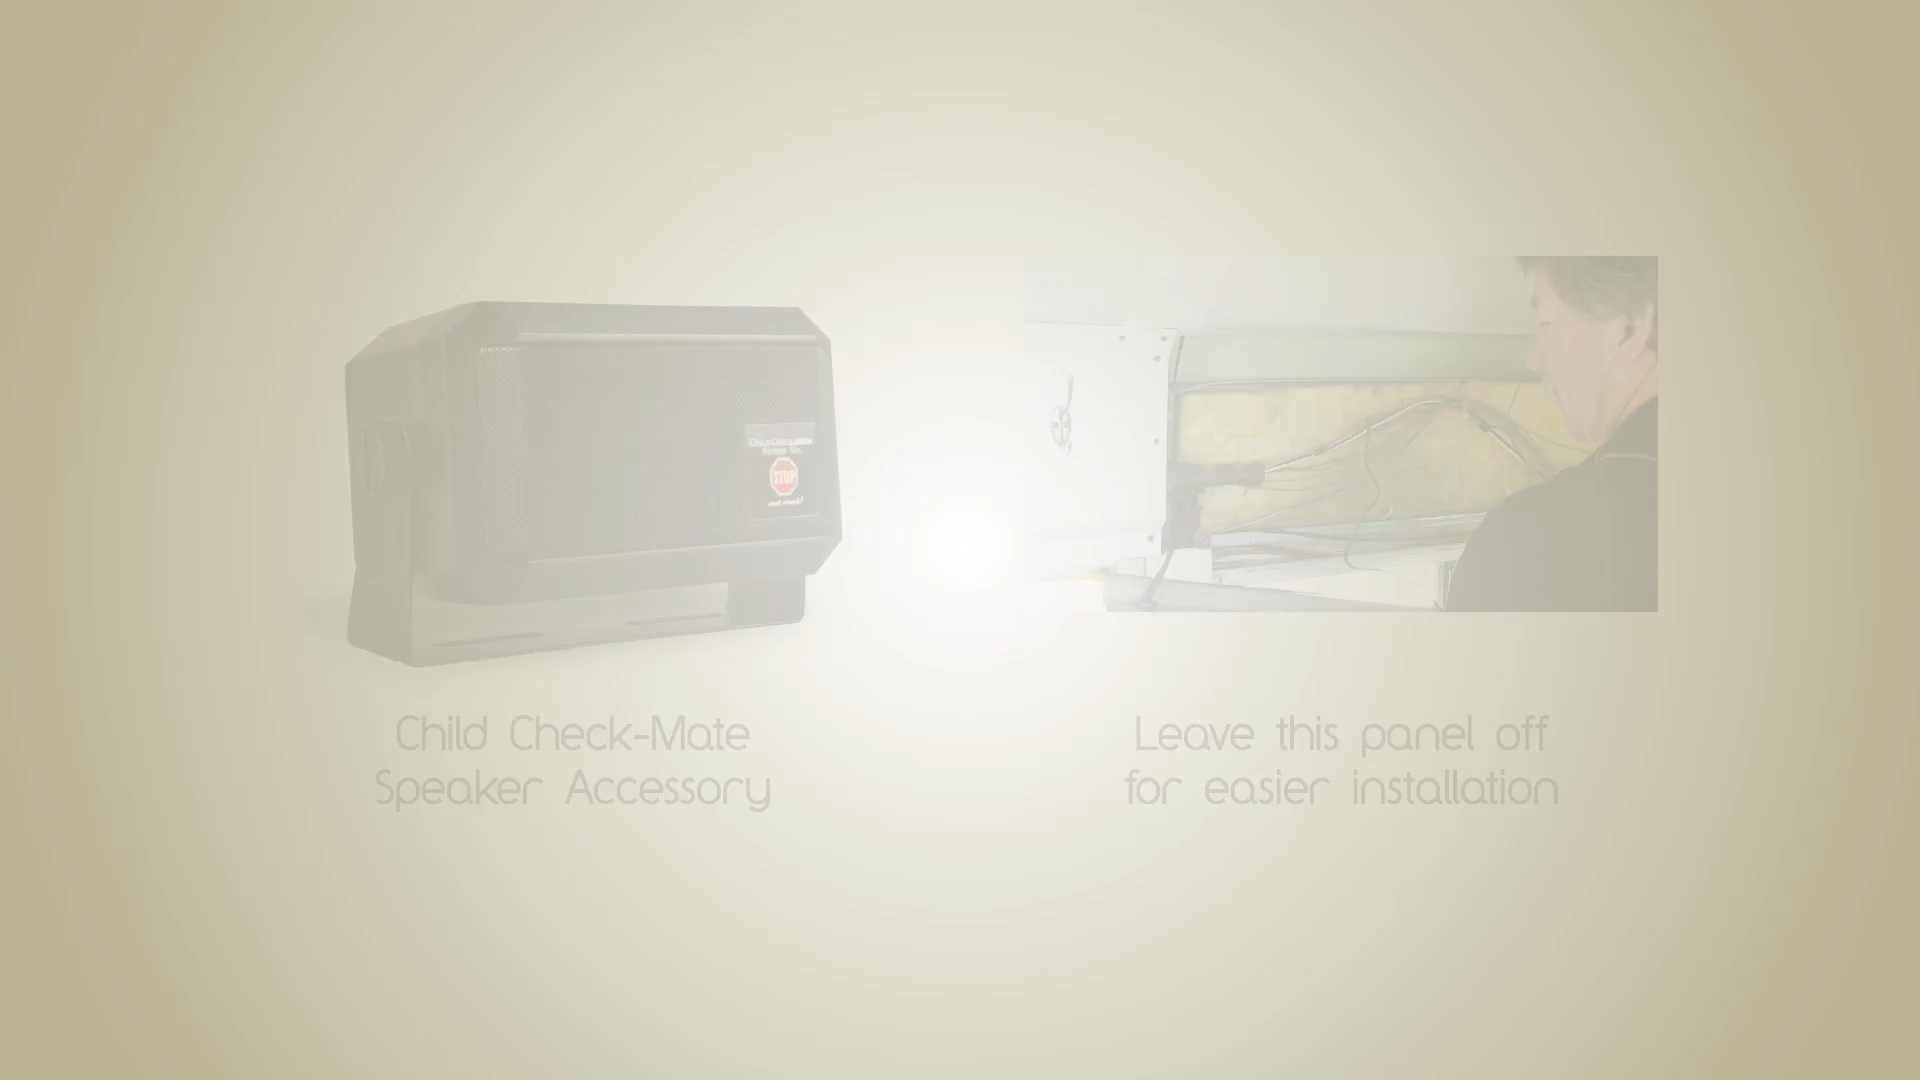 STOP
Child Check-Mate
Speaker Accessory
Leave this panel off
for easier installation